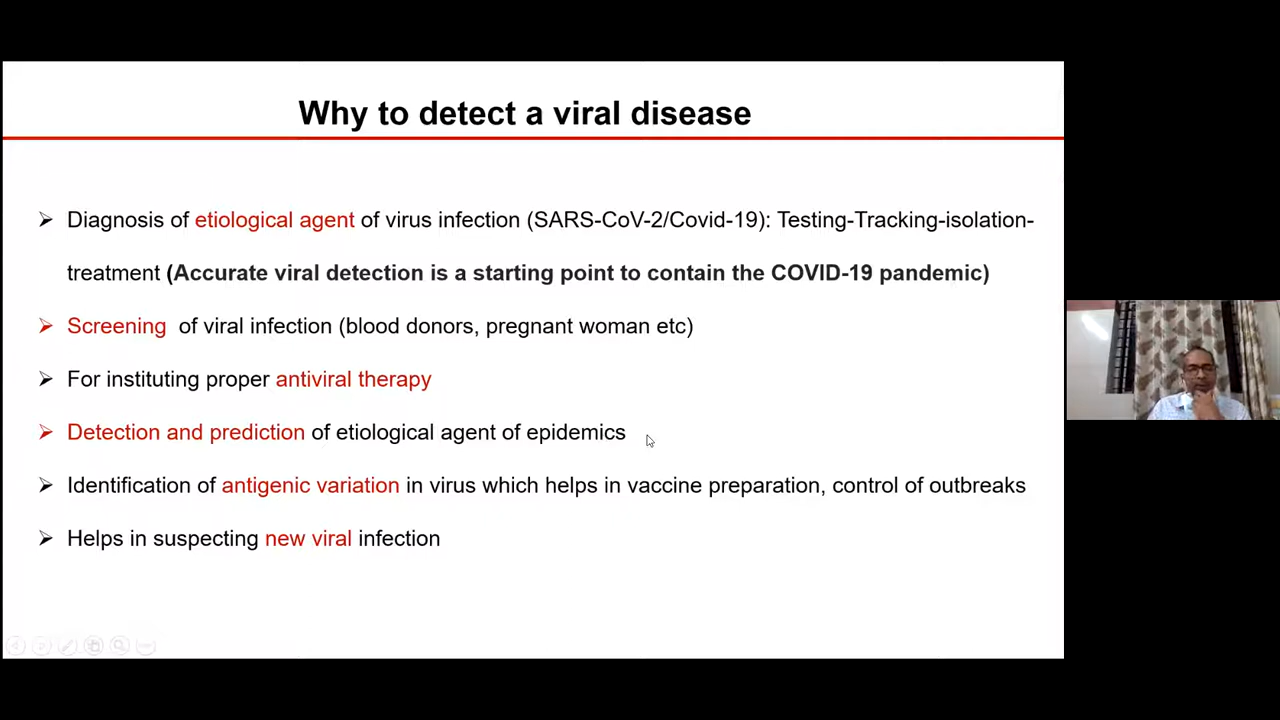 Why to detect a viral disease
➢ Diagnosis of etiological agent of virus infection (SARS-CoV-2/Covid-19): Testing-Tracking-isolation-
treatment (Accurate viral detection is a starting point to contain the COVID-19 pandemic)
➢ Screening of viral infection (blood donors, pregnant woman etc)
➢ For instituting proper antiviral therapy
➢ Detection and prediction of etiological agent of epidemics
➢ Identification of antigenic variation in virus which helps in vaccine preparation, control of outbreaks
➢ Helps in suspecting new viral infection